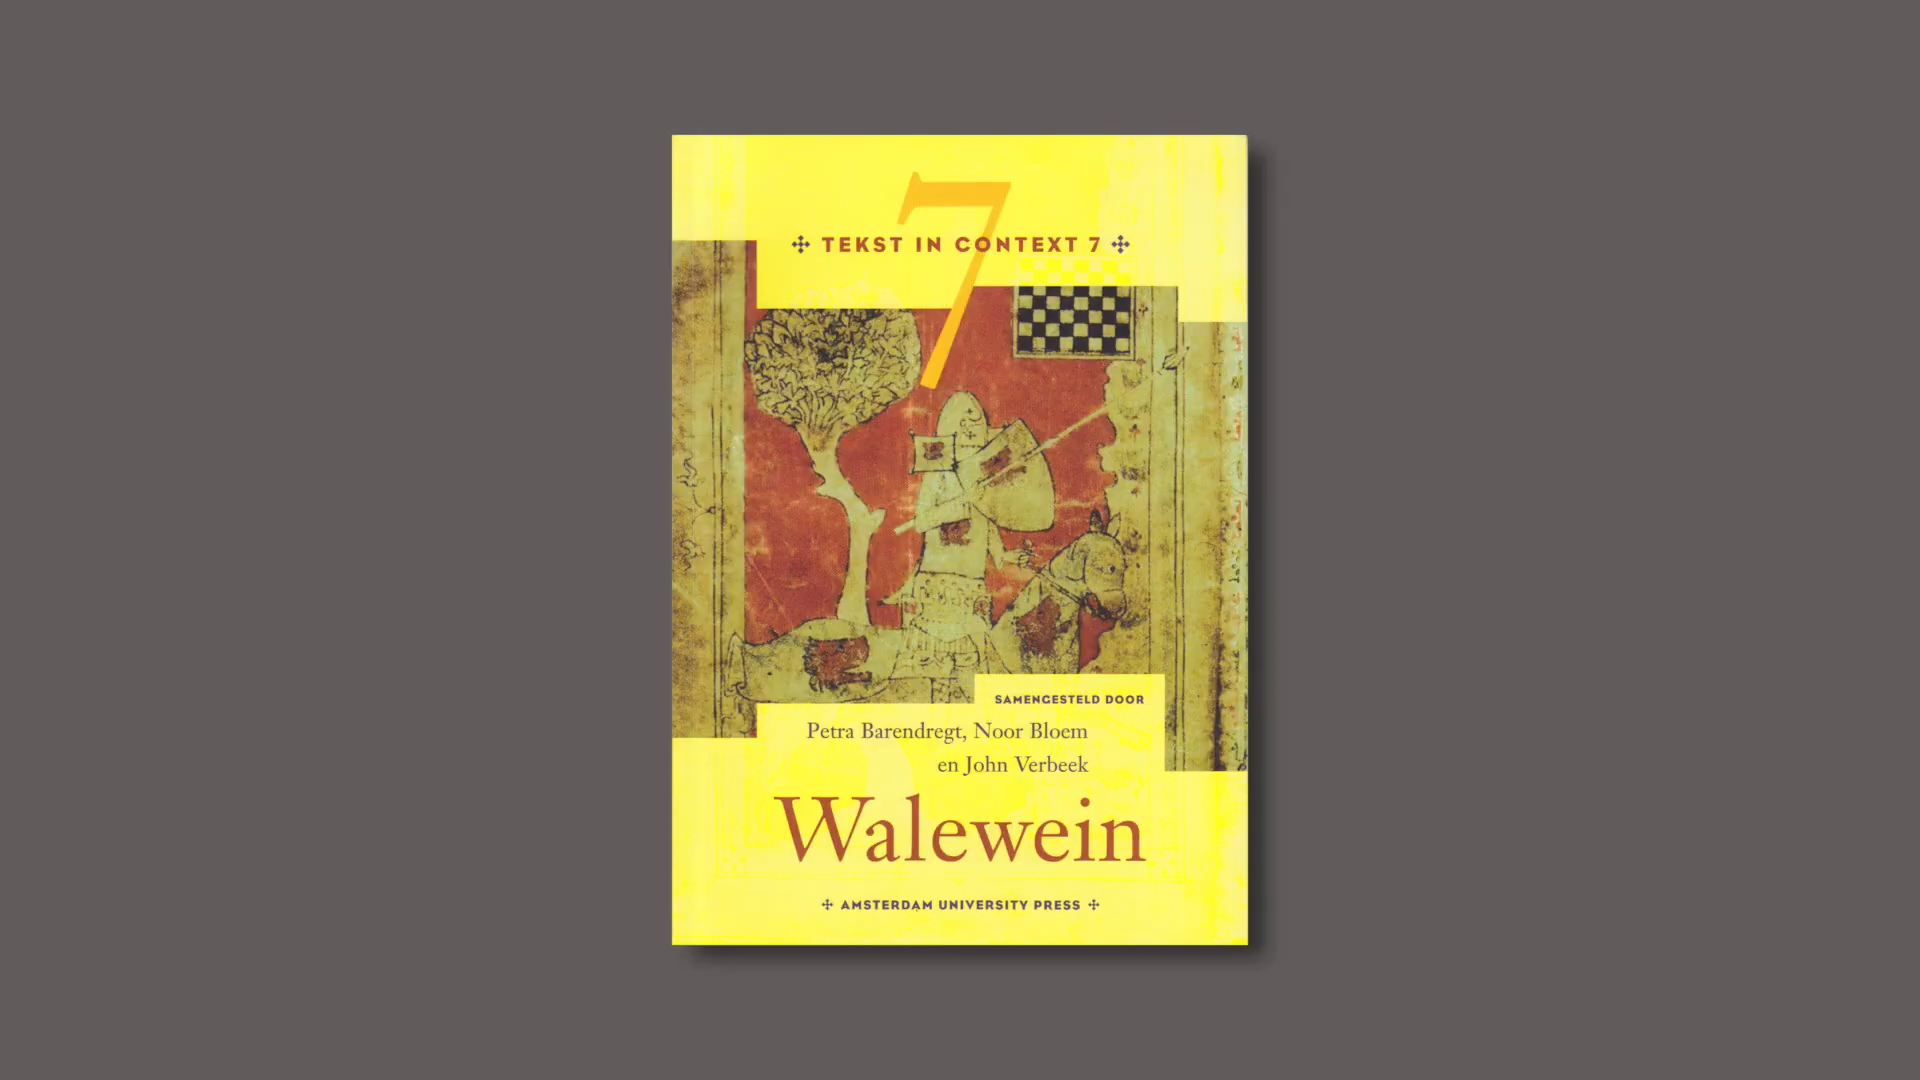 7
TEKST IN CONTEXT 7
SAMENGESTELD DOOR
Petra Barendregt, Noor Bloem
en John Verbeek
Walewein
AMSTERDAM UNIVERSITY PRESS